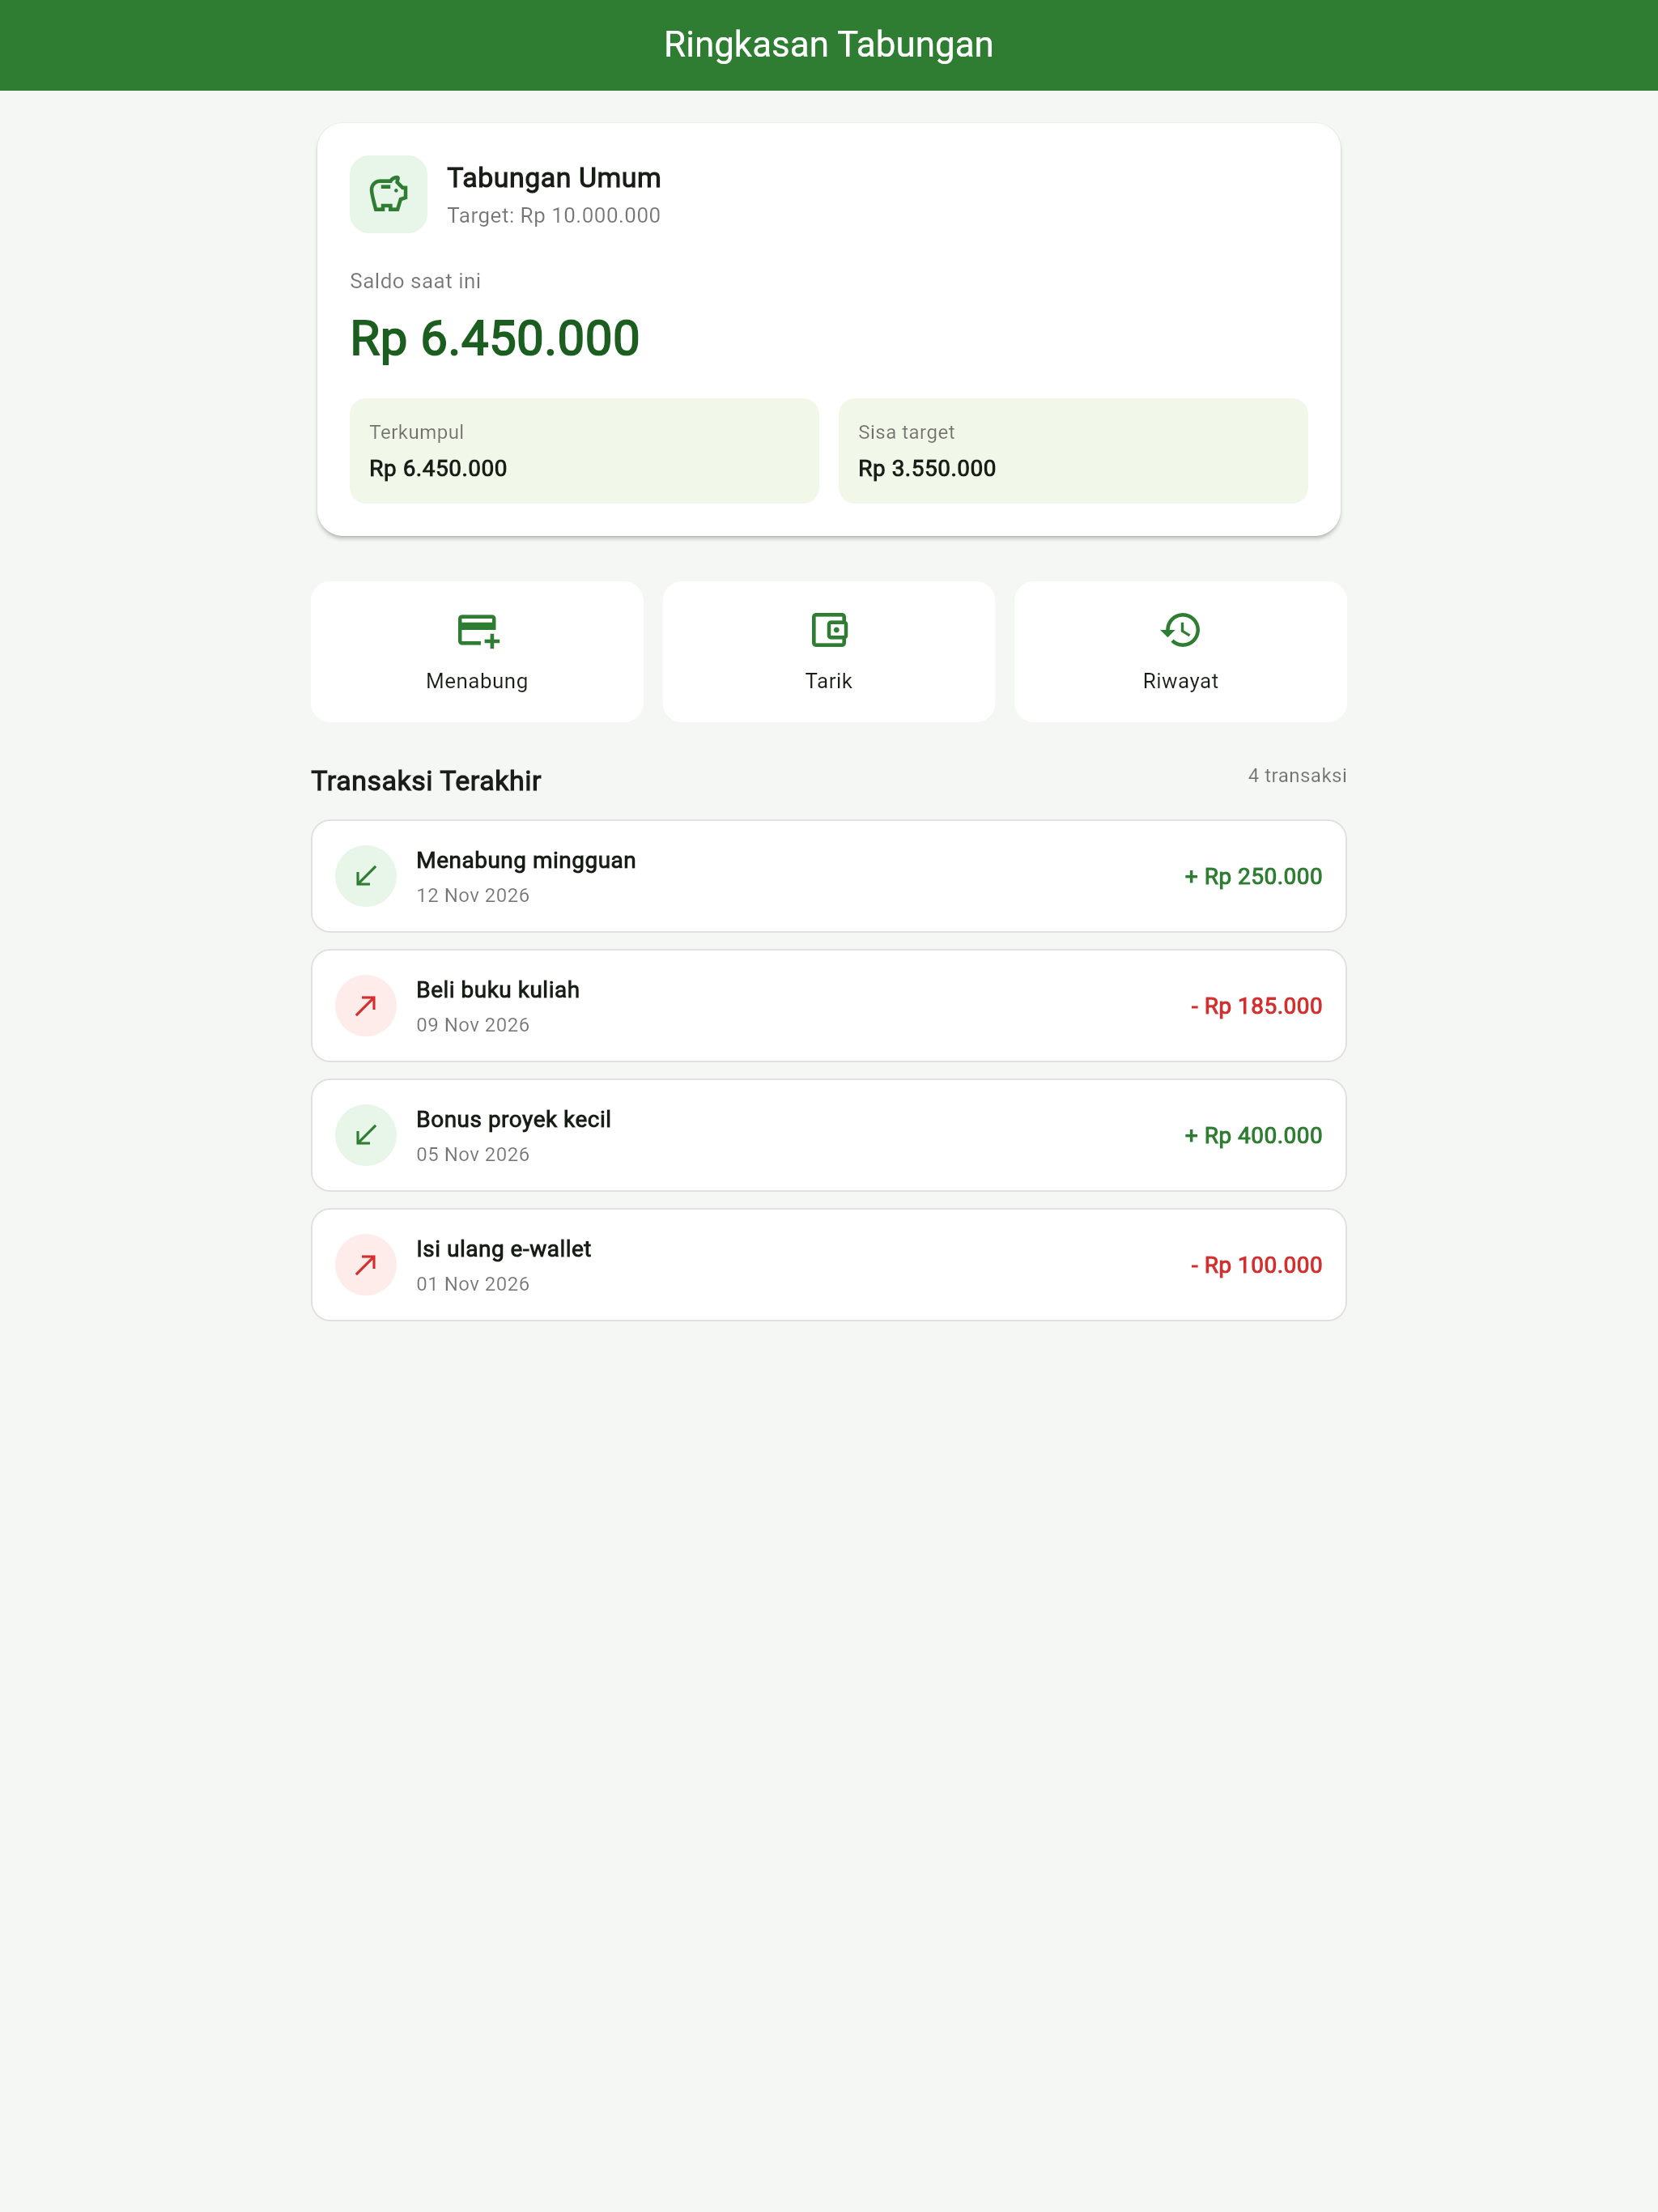 Ringkasan Tabungan
Tabungan Umum
Target: Rp 10.000.000
Saldo saat ini
Rp 6.450.000
Terkumpul
Rp 6.450.000
Sisa target
Rp 3.550.000
Menabung
Tarik
Riwayat
Transaksi Terakhir
4 transaksi
Menabung mingguan
12 Nov 2026
+ Rp 250.000
Beli buku kuliah
09 Nov 2026
- Rp 185.000
Bonus proyek kecil
05 Nov 2026
+ Rp 400.000
Isi ulang e-wallet
01 Nov 2026
- Rp 100.000